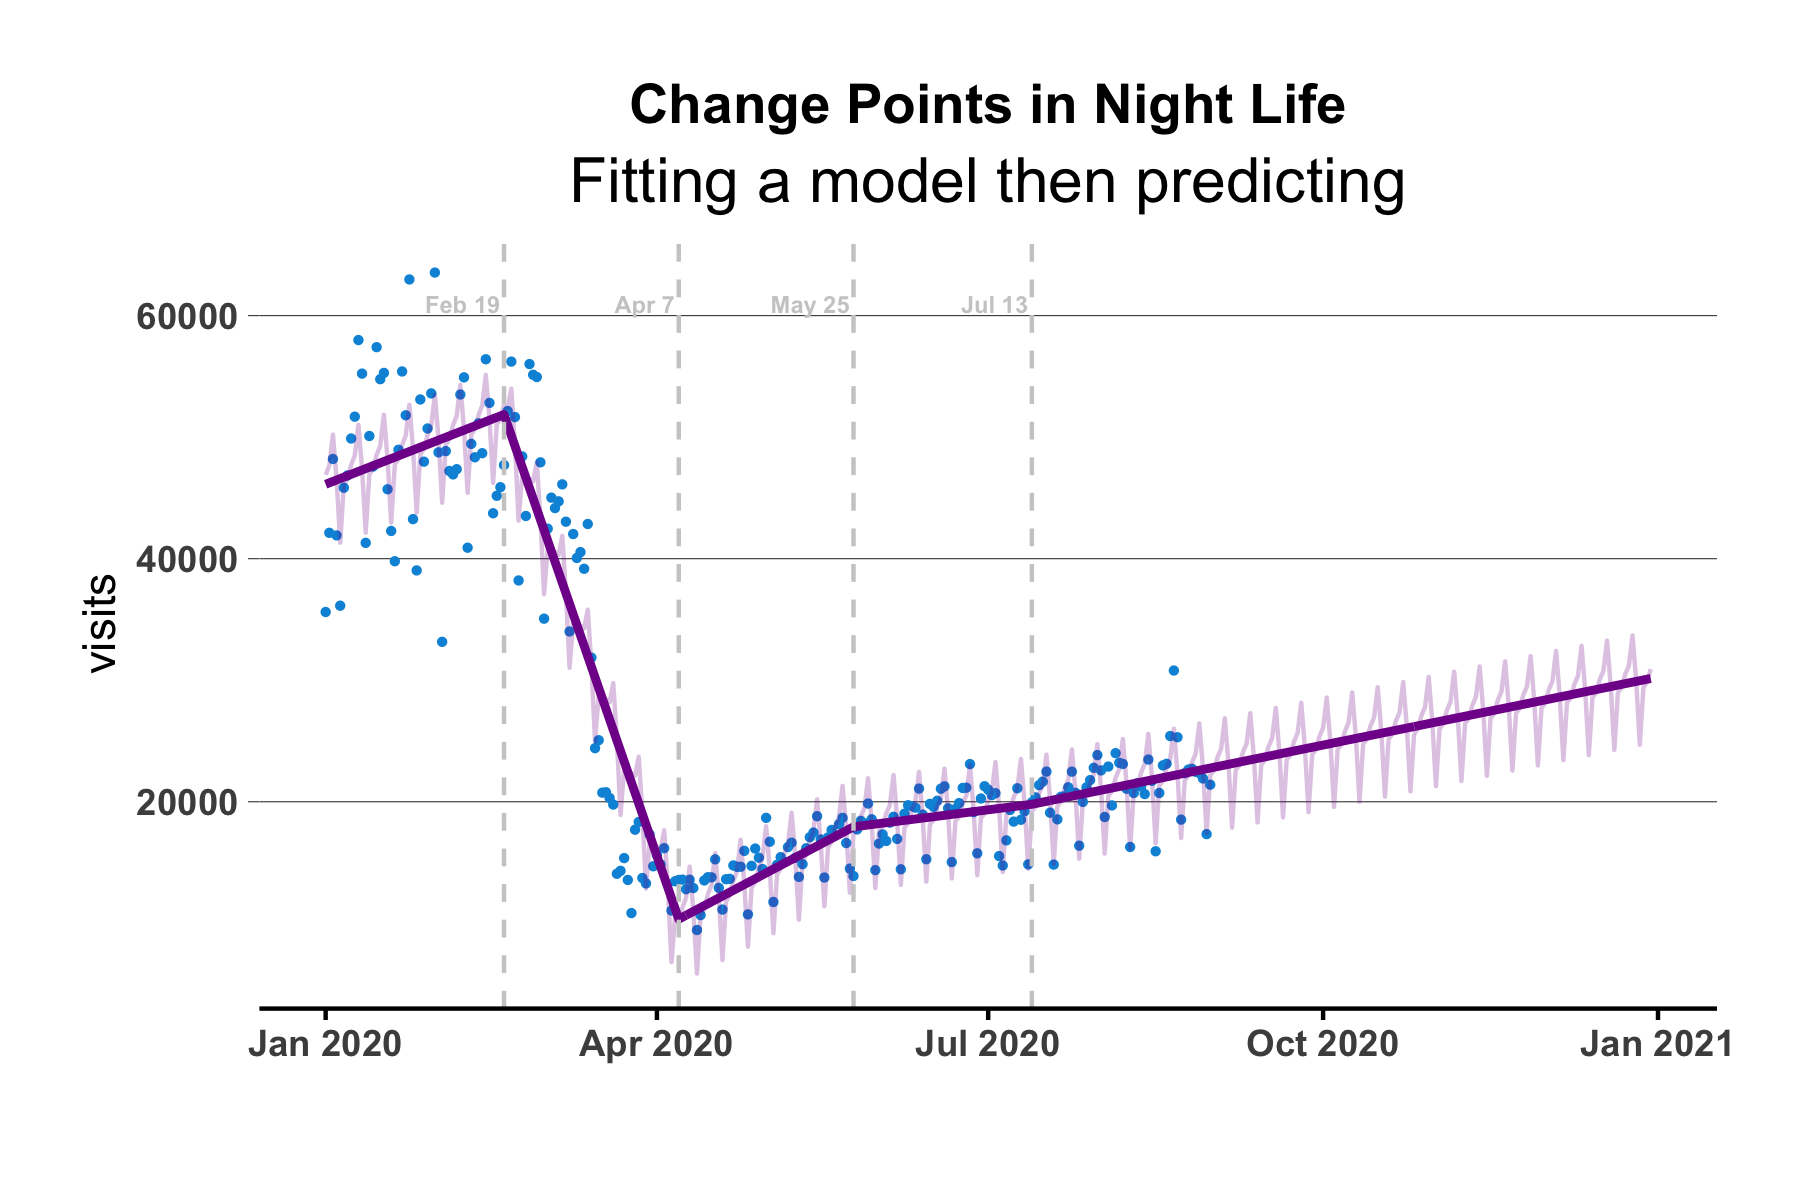 Change Points in Night Life
Fitting a model then predicting
Feb 19 Apr 7 May 25 Jul 13
60000
40000
20000
visits
Jan 2020 Apr 2020 Jul 2020 Oct 2020 Jan 2021